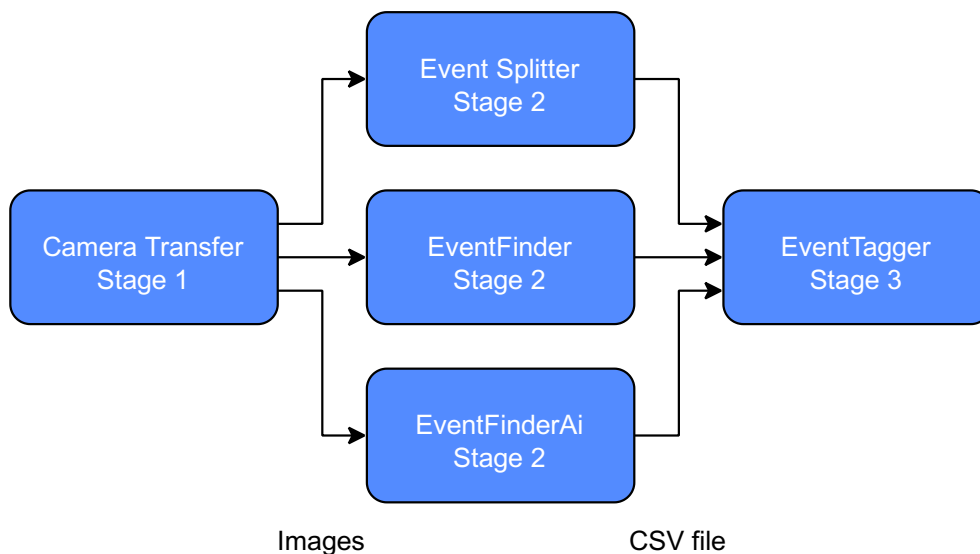 Event Splitter
Stage 2
Camera Transfer
Stage 1
EventFinder
Stage 2
EventTagger
Stage 3
EventFinderAi
Stage 2
Images
CSV file